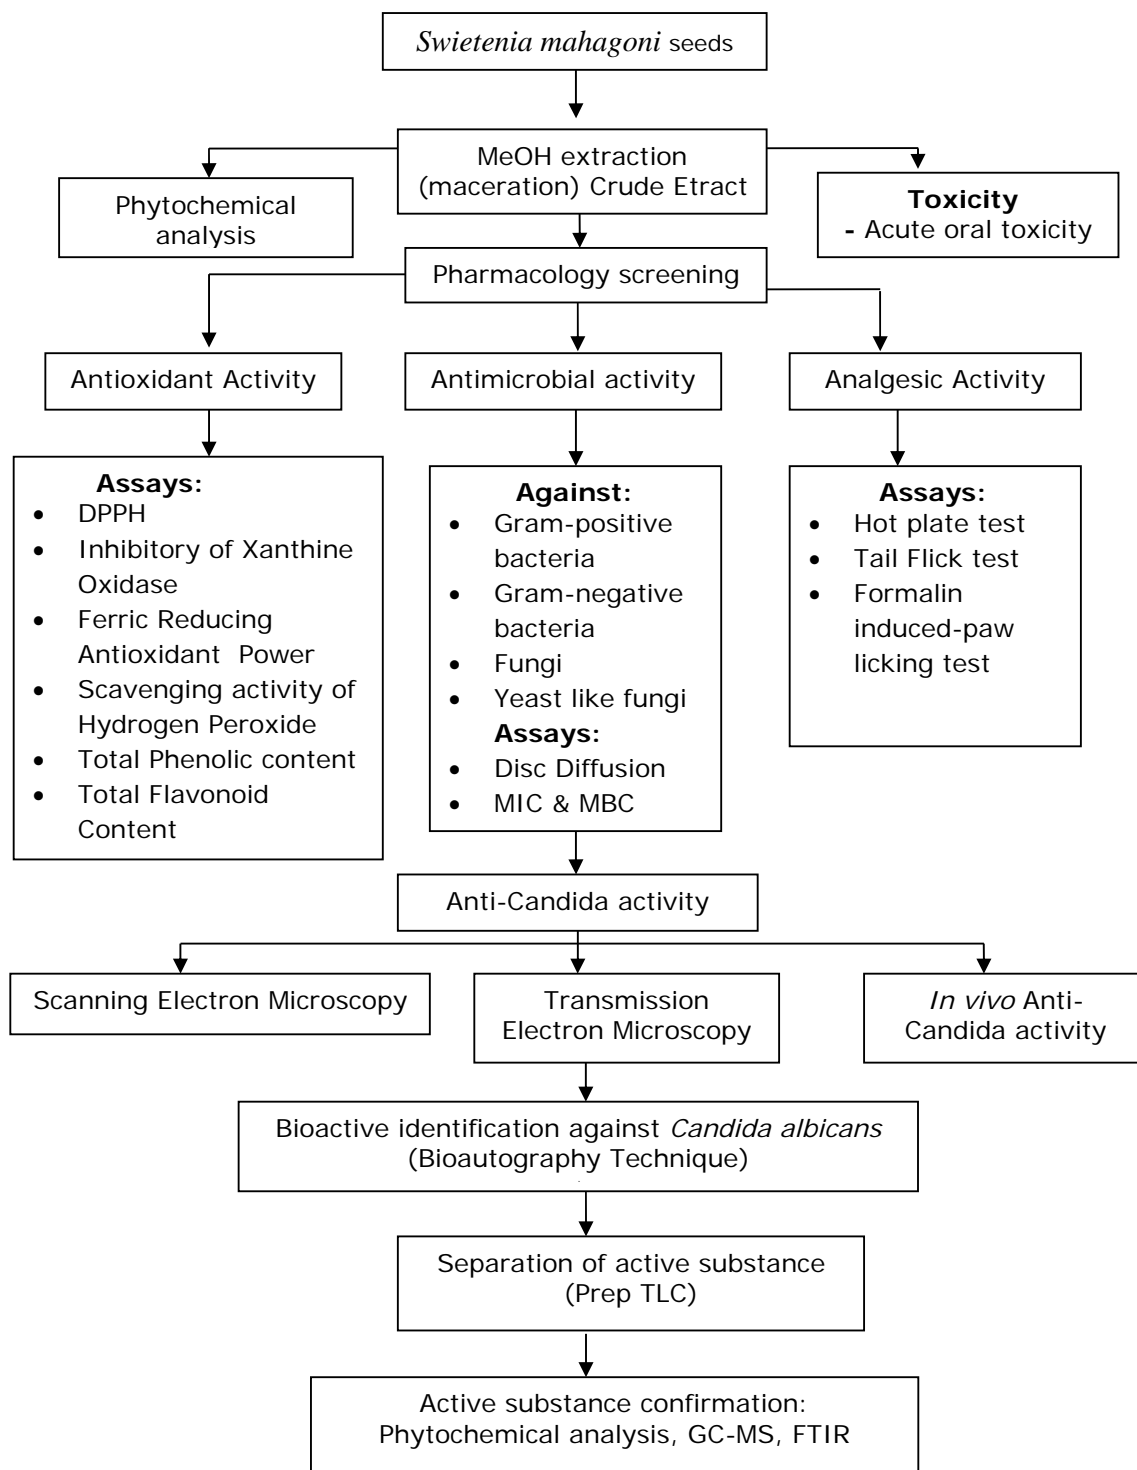 Swietenia mahagoni seeds
MeOH extraction
(maceration) Crude Etract
Phytochemical
analysis
Toxicity
- Acute oral toxicity
Pharmacology screening
Antioxidant Activity
Antimicrobial activity
Analgesic Activity
Assays:
• DPPH
• Inhibitory of Xanthine
Oxidase
• Ferric Reducing
Antioxidant Power
• Scavenging activity of
Hydrogen Peroxide
• Total Phenolic content
• Total Flavonoid
Content
Against:
• Gram-positive
bacteria
• Gram-negative
bacteria
• Fungi
• Yeast like fungi
Assays:
• Disc Diffusion
• MIC & MBC
Assays:
• Hot plate test
• Tail Flick test
• Formalin
induced-paw
licking test
Anti-Candida activity
Scanning Electron Microscopy
Transmission
Electron Microscopy
In vivo Anti-
Candida activity
Bioactive identification against Candida albicans
(Bioautography Technique)
Separation of active substance
(Prep TLC)
Active substance confirmation:
Phytochemical analysis, GC-MS, FTIR